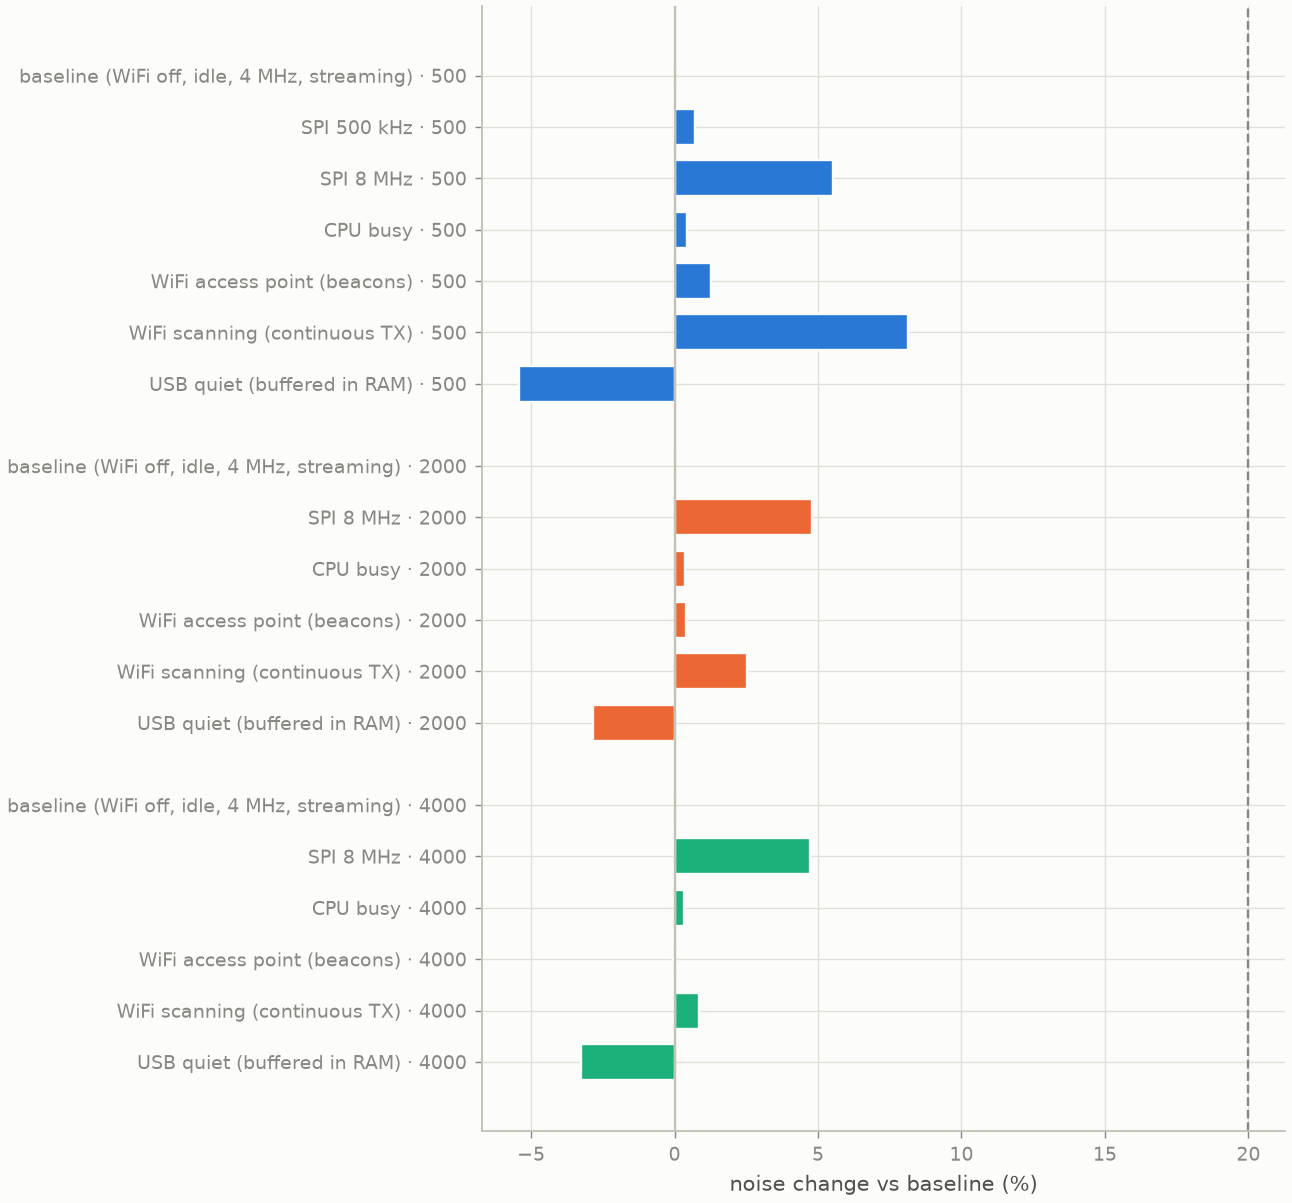 baseline (WiFi off, idle, 4 MHz, streaming) · 500
SPI 500 kHz · 500
SPI 8 MHz · 500
CPU busy · 500
WiFi access point (beacons) · 500
WiFi scanning (continuous TX) · 500
USB quiet (buffered in RAM) · 500
baseline (WiFi off, idle, 4 MHz, streaming) · 2000
SPI 8 MHz · 2000
CPU busy · 2000
WiFi access point (beacons) · 2000
WiFi scanning (continuous TX) · 2000
USB quiet (buffered in RAM) · 2000
baseline (WiFi off, idle, 4 MHz, streaming) · 4000
SPI 8 MHz · 4000
CPU busy · 4000
WiFi access point (beacons) · 4000
WiFi scanning (continuous TX) · 4000
USB quiet (buffered in RAM) · 4000
−5 0 5 10 15 20
noise change vs baseline (%)